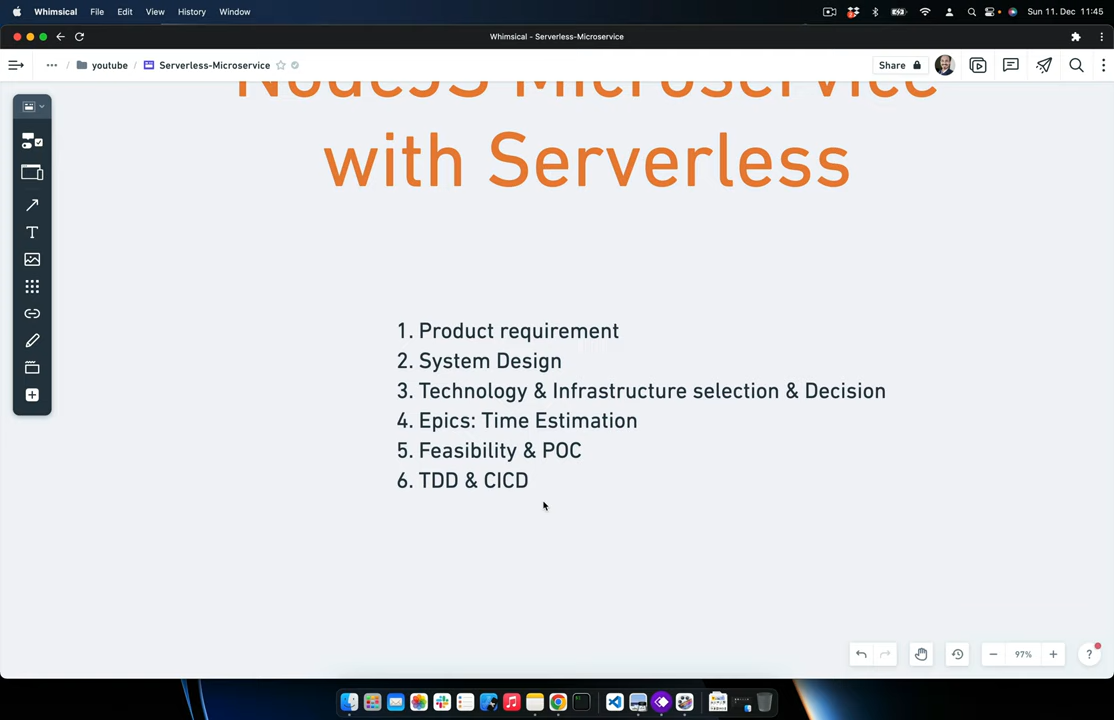 Whimsical File Edit View History Window Sun 11. Dec 11:45
Whimsical - Serverless-Microservice
... / youtube / Serverless-Microservice Share
NodeJS Microservice
with Serverless
1. Product requirement
2. System Design
3. Technology & Infrastructure selection & Decision
4. Epics: Time Estimation
5. Feasibility & POC
6. TDD & CICD
97%